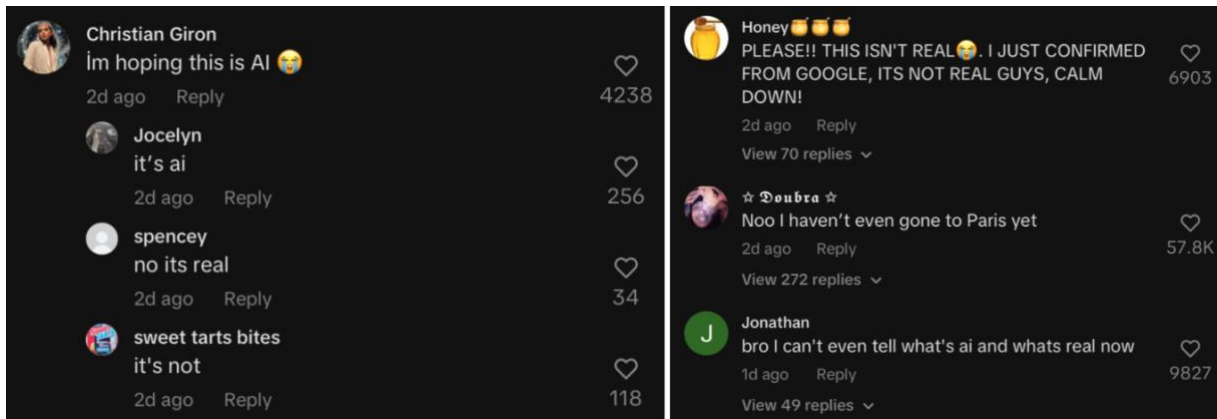 Christian Giron
İm hoping this is AI 😭
2d ago Reply
4238
Jocelyn
it's ai
2d ago Reply
256
spencey
no its real
2d ago Reply
34
sweet tarts bites
it's not
2d ago Reply
118
Honey🍯🍯🍯
PLEASE!! THIS ISN'T REAL😭. I JUST CONFIRMED
FROM GOOGLE, ITS NOT REAL GUYS, CALM
DOWN!
6903
2d ago Reply
View 70 replies
☆ 𝕯𝖔𝖚𝖇𝖗𝖆 ☆
Noo I haven't even gone to Paris yet
2d ago Reply
57.8K
View 272 replies
J
Jonathan
bro I can't even tell what's ai and whats real now
1d ago Reply
9827
View 49 replies